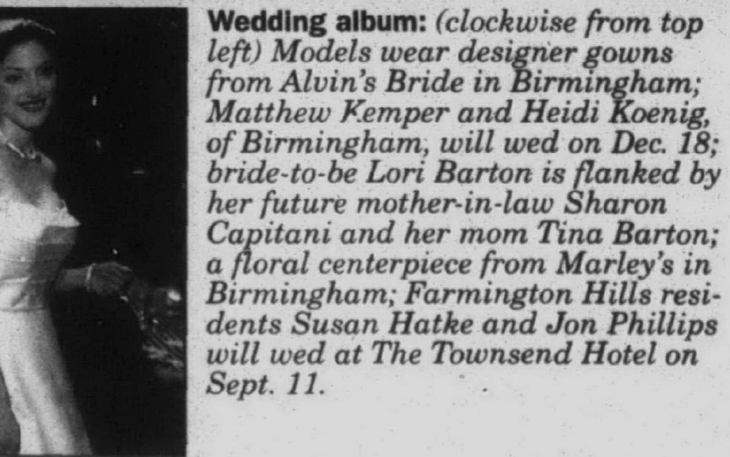 Wedding album: (clockwise from top
left) Models wear designer gowns
from Alvin's Bride in Birmingham;
Matthew Kemper and Heidi Koenig,
of Birmingham, will wed on Dec. 18;
bride-to-be Lori Barton is flanked by
her future mother-in-law Sharon
Capitani and her mom Tina Barton;
a floral centerpiece from Marley's in
Birmingham; Farmington Hills resi-
dents Susan Hatke and Jon Phillips
will wed at The Townsend Hotel on
Sept. 11.